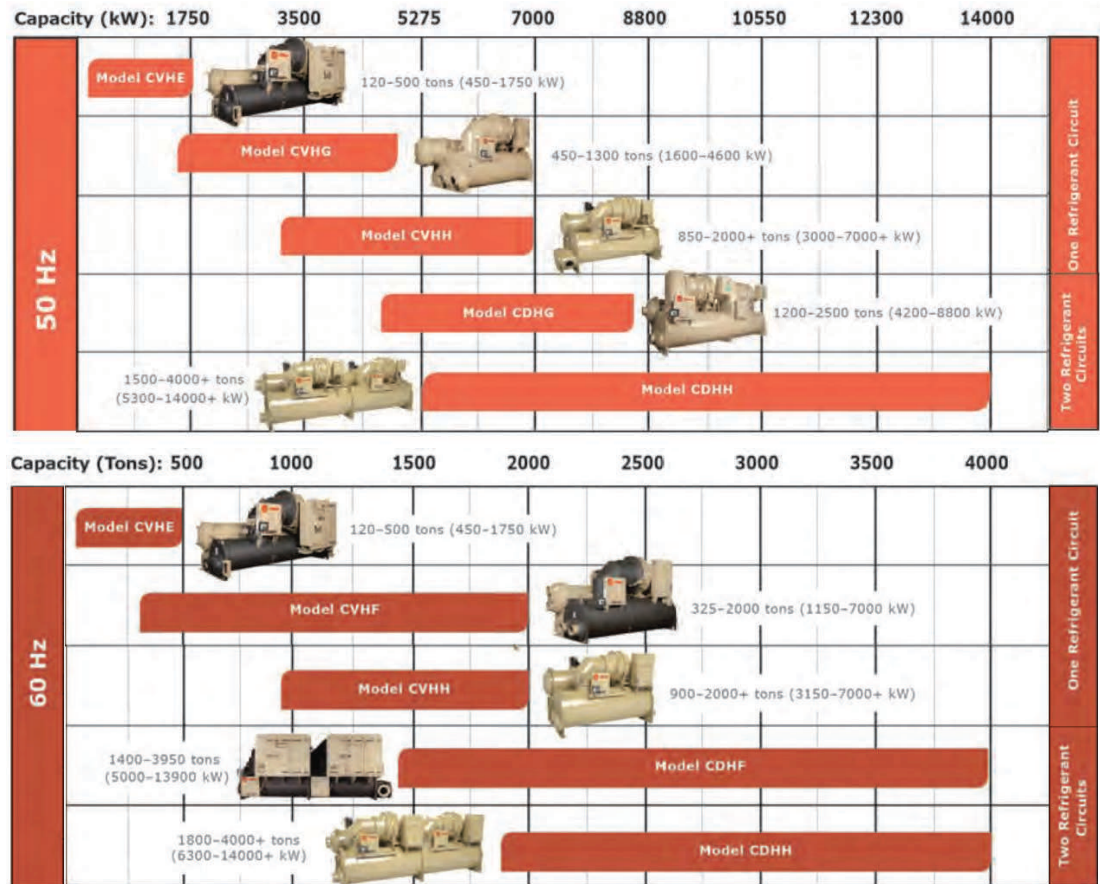 Capacity (kW): 1750 3500 5275 7000 8800 10550 12300 14000
50 Hz
One Refrigerant Circuit
Two Refrigerant
Circuits
Model CVHE
120–500 tons (450–1750 kW)
Model CVHG
450–1300 tons (1600–4600 kW)
Model CVHH
850–2000+ tons (3000–7000+ kW)
Model CDHG
1200–2500 tons (4200–8800 kW)
1500–4000+ tons
(5300–14000+ kW)
Model CDHH
Capacity (Tons): 500 1000 1500 2000 2500 3000 3500 4000
60 Hz
One Refrigerant Circuit
Two Refrigerant
Circuits
Model CVHE
120–500 tons (450–1750 kW)
Model CVHF
325–2000 tons (1150–7000 kW)
Model CVHH
900–2000+ tons (3150–7000+ kW)
1400–3950 tons
(5000–13900 kW)
Model CDHF
1800–4000+ tons
(6300–14000+ kW)
Model CDHH